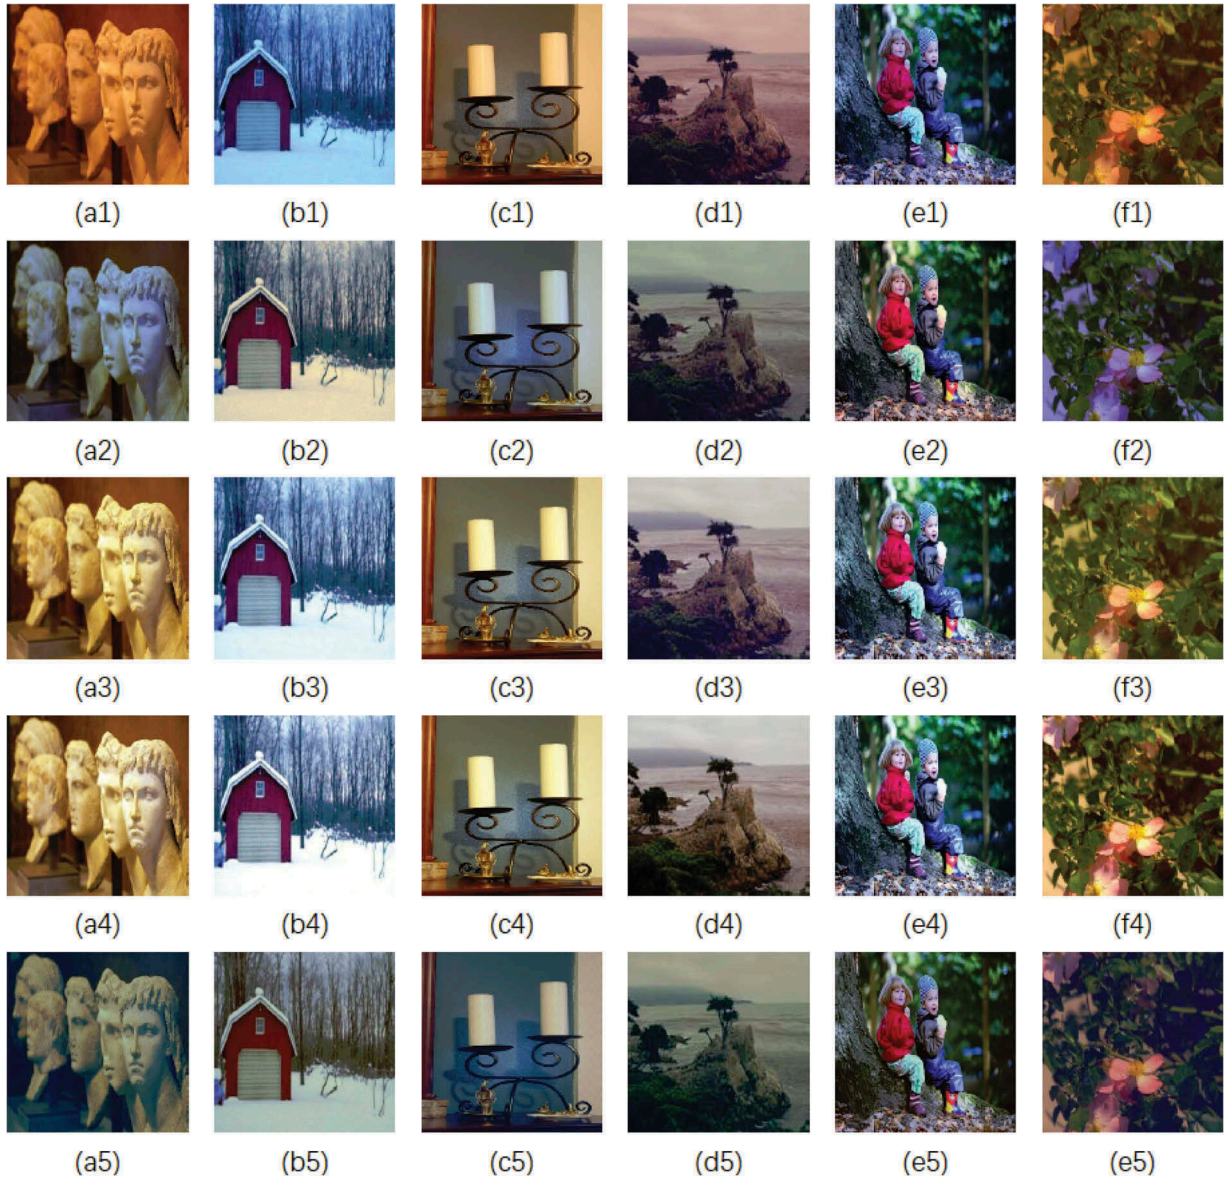 (a1) (b1) (c1) (d1) (e1) (f1)
(a2) (b2) (c2) (d2) (e2) (f2)
(a3) (b3) (c3) (d3) (e3) (f3)
(a4) (b4) (c4) (d4) (e4) (f4)
(a5) (b5) (c5) (d5) (e5) (e5)